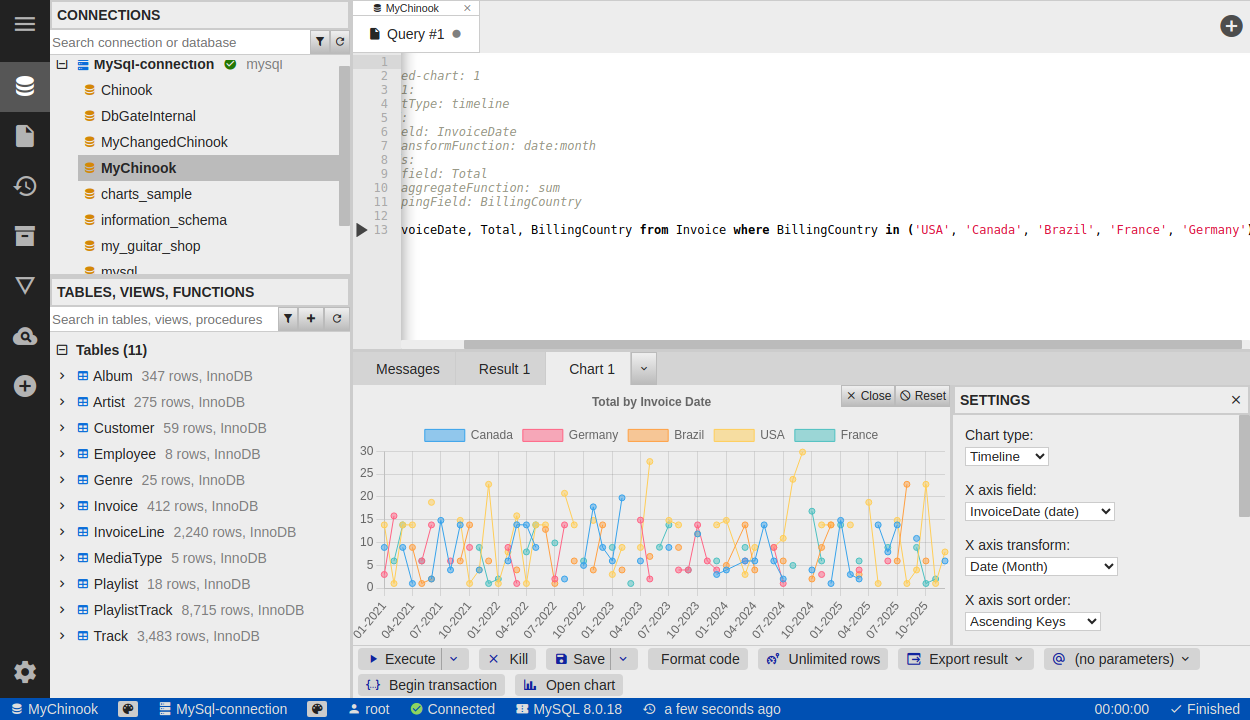 CONNECTIONS
Search connection or database
MySql-connection mysql
Chinook
DbGateInternal
MyChangedChinook
MyChinook
charts_sample
information_schema
my_guitar_shop
mysql
TABLES, VIEWS, FUNCTIONS
Search in tables, views, procedures
Tables (11)
Album 347 rows, InnoDB
Artist 275 rows, InnoDB
Customer 59 rows, InnoDB
Employee 8 rows, InnoDB
Genre 25 rows, InnoDB
Invoice 412 rows, InnoDB
InvoiceLine 2,240 rows, InnoDB
MediaType 5 rows, InnoDB
Playlist 18 rows, InnoDB
PlaylistTrack 8,715 rows, InnoDB
Track 3,483 rows, InnoDB
MyChinook
Query #1
1
2 ed-chart: 1
3 1:
4 tType: timeline
5 :
6 eld: InvoiceDate
7 ansformFunction: date:month
8 s:
9 field: Total
10 aggregateFunction: sum
11 pingField: BillingCountry
12
13 voiceDate, Total, BillingCountry from Invoice where BillingCountry in ('USA', 'Canada', 'Brazil', 'France', 'Germany')
Messages Result 1 Chart 1
Close Reset
Total by Invoice Date
Canada Germany Brazil USA France
30
25
20
15
10
5
0
01-2021 04-2021 07-2021 10-2021 01-2022 04-2022 07-2022 10-2022 01-2023 04-2023 07-2023 10-2023 01-2024 04-2024 07-2024 10-2024 01-2025 04-2025 07-2025 10-2025
SETTINGS
Chart type:
Timeline
X axis field:
InvoiceDate (date)
X axis transform:
Date (Month)
X axis sort order:
Ascending Keys
Execute Kill Save Format code Unlimited rows Export result (no parameters)
Begin transaction Open chart
MyChinook MySql-connection root Connected MySQL 8.0.18 a few seconds ago 00:00:00 Finished